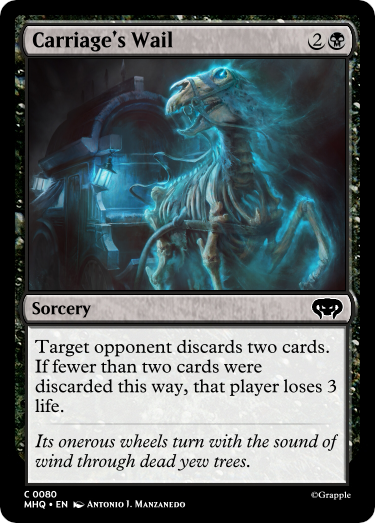 Carriage's Wail 2
Sorcery
Target opponent discards two cards.
If fewer than two cards were
discarded this way, that player loses 3
life.
Its onerous wheels turn with the sound of
wind through dead yew trees.
C 0080
MHQ • EN Antonio J. Manzanedo
©Grapple